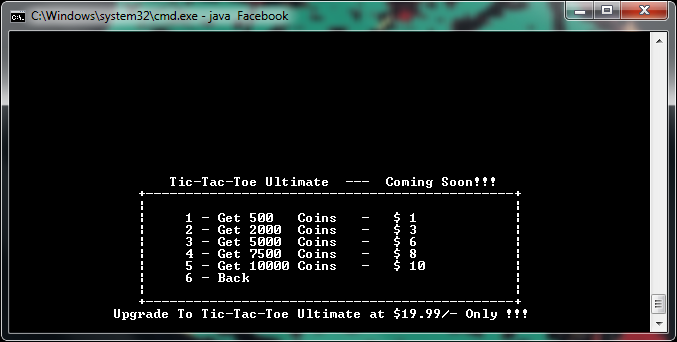 C:\Windows\system32\cmd.exe - java  Facebook
Tic-Tac-Toe Ultimate  ---  Coming Soon!!!
+-----------------------------------------------+
1 - Get 500   Coins   -   $ 1
2 - Get 2000  Coins   -   $ 3
3 - Get 5000  Coins   -   $ 6
4 - Get 7500  Coins   -   $ 8
5 - Get 10000 Coins   -   $ 10
6 - Back
+-----------------------------------------------+
Upgrade To Tic-Tac-Toe Ultimate at $19.99/- Only !!!